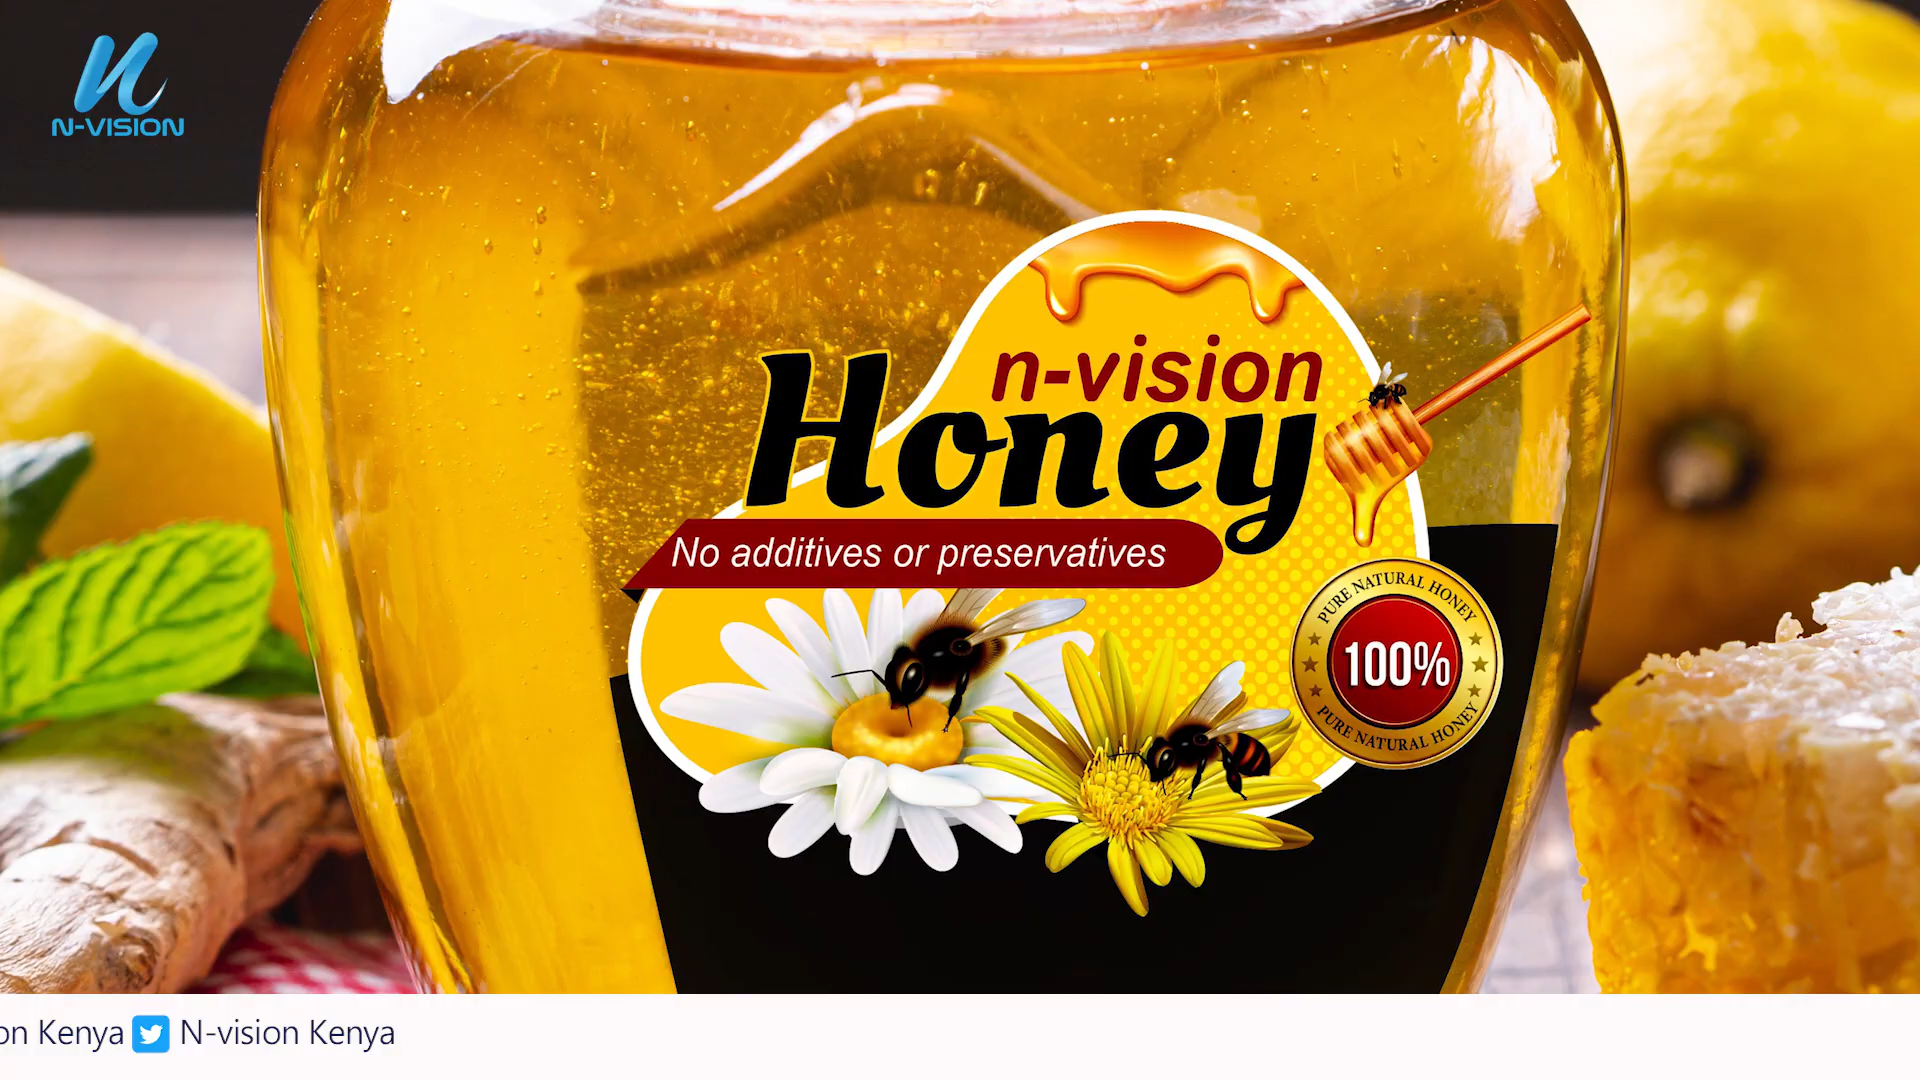 N-VISION
n-vision
Honey
No additives or preservatives
PURE NATURAL HONEY
100%
PURE NATURAL HONEY
on Kenya N-vision Kenya